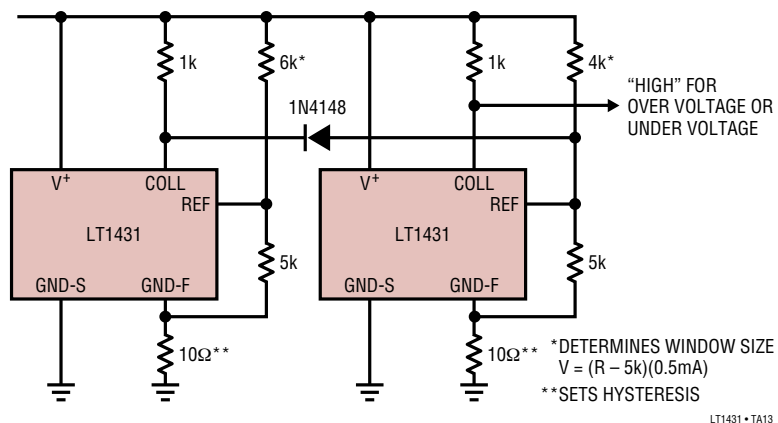 1k
6k*
1k
4k*
"HIGH" FOR
OVER VOLTAGE OR
UNDER VOLTAGE
1N4148
V+
COLL
REF
LT1431
GND-S
GND-F
5k
10Ω**
V+
COLL
REF
LT1431
GND-S
GND-F
5k
10Ω**
*DETERMINES WINDOW SIZE
V = (R – 5k)(0.5mA)
**SETS HYSTERESIS
LT1431 • TA13